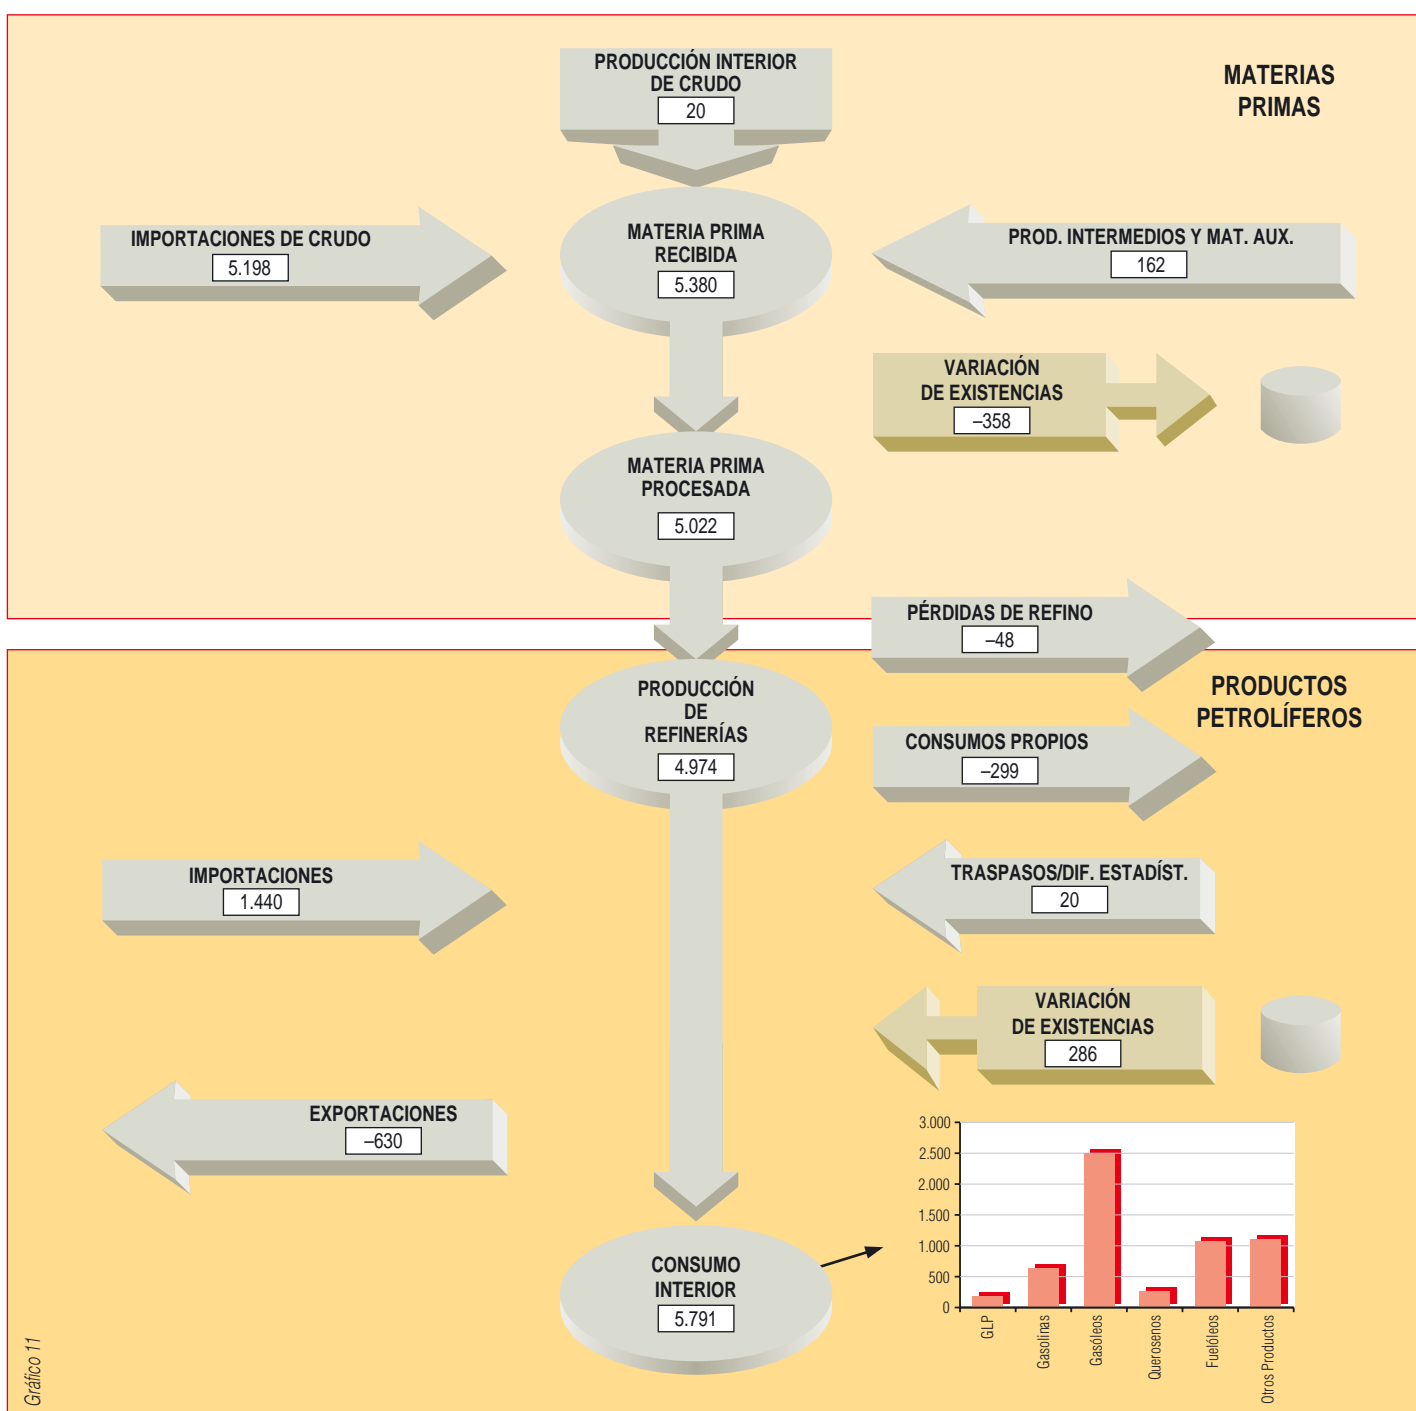 PRODUCCIÓN INTERIOR
DE CRUDO
20
MATERIAS
PRIMAS
IMPORTACIONES DE CRUDO
5.198
MATERIA PRIMA
RECIBIDA
5.380
PROD. INTERMEDIOS Y MAT. AUX.
162
VARIACIÓN
DE EXISTENCIAS
–358
MATERIA PRIMA
PROCESADA
5.022
PÉRDIDAS DE REFINO
–48
PRODUCTOS
PETROLÍFEROS
PRODUCCIÓN
DE
REFINERÍAS
4.974
CONSUMOS PROPIOS
–299
IMPORTACIONES
1.440
TRASPASOS/DIF. ESTADÍST.
20
VARIACIÓN
DE EXISTENCIAS
286
EXPORTACIONES
–630
CONSUMO
INTERIOR
5.791
3.000
2.500
2.000
1.500
1.000
500
0
GLP
Gasolinas
Gasóleos
Querosenos
Fuelóleos
Otros Productos
Gráfico 11